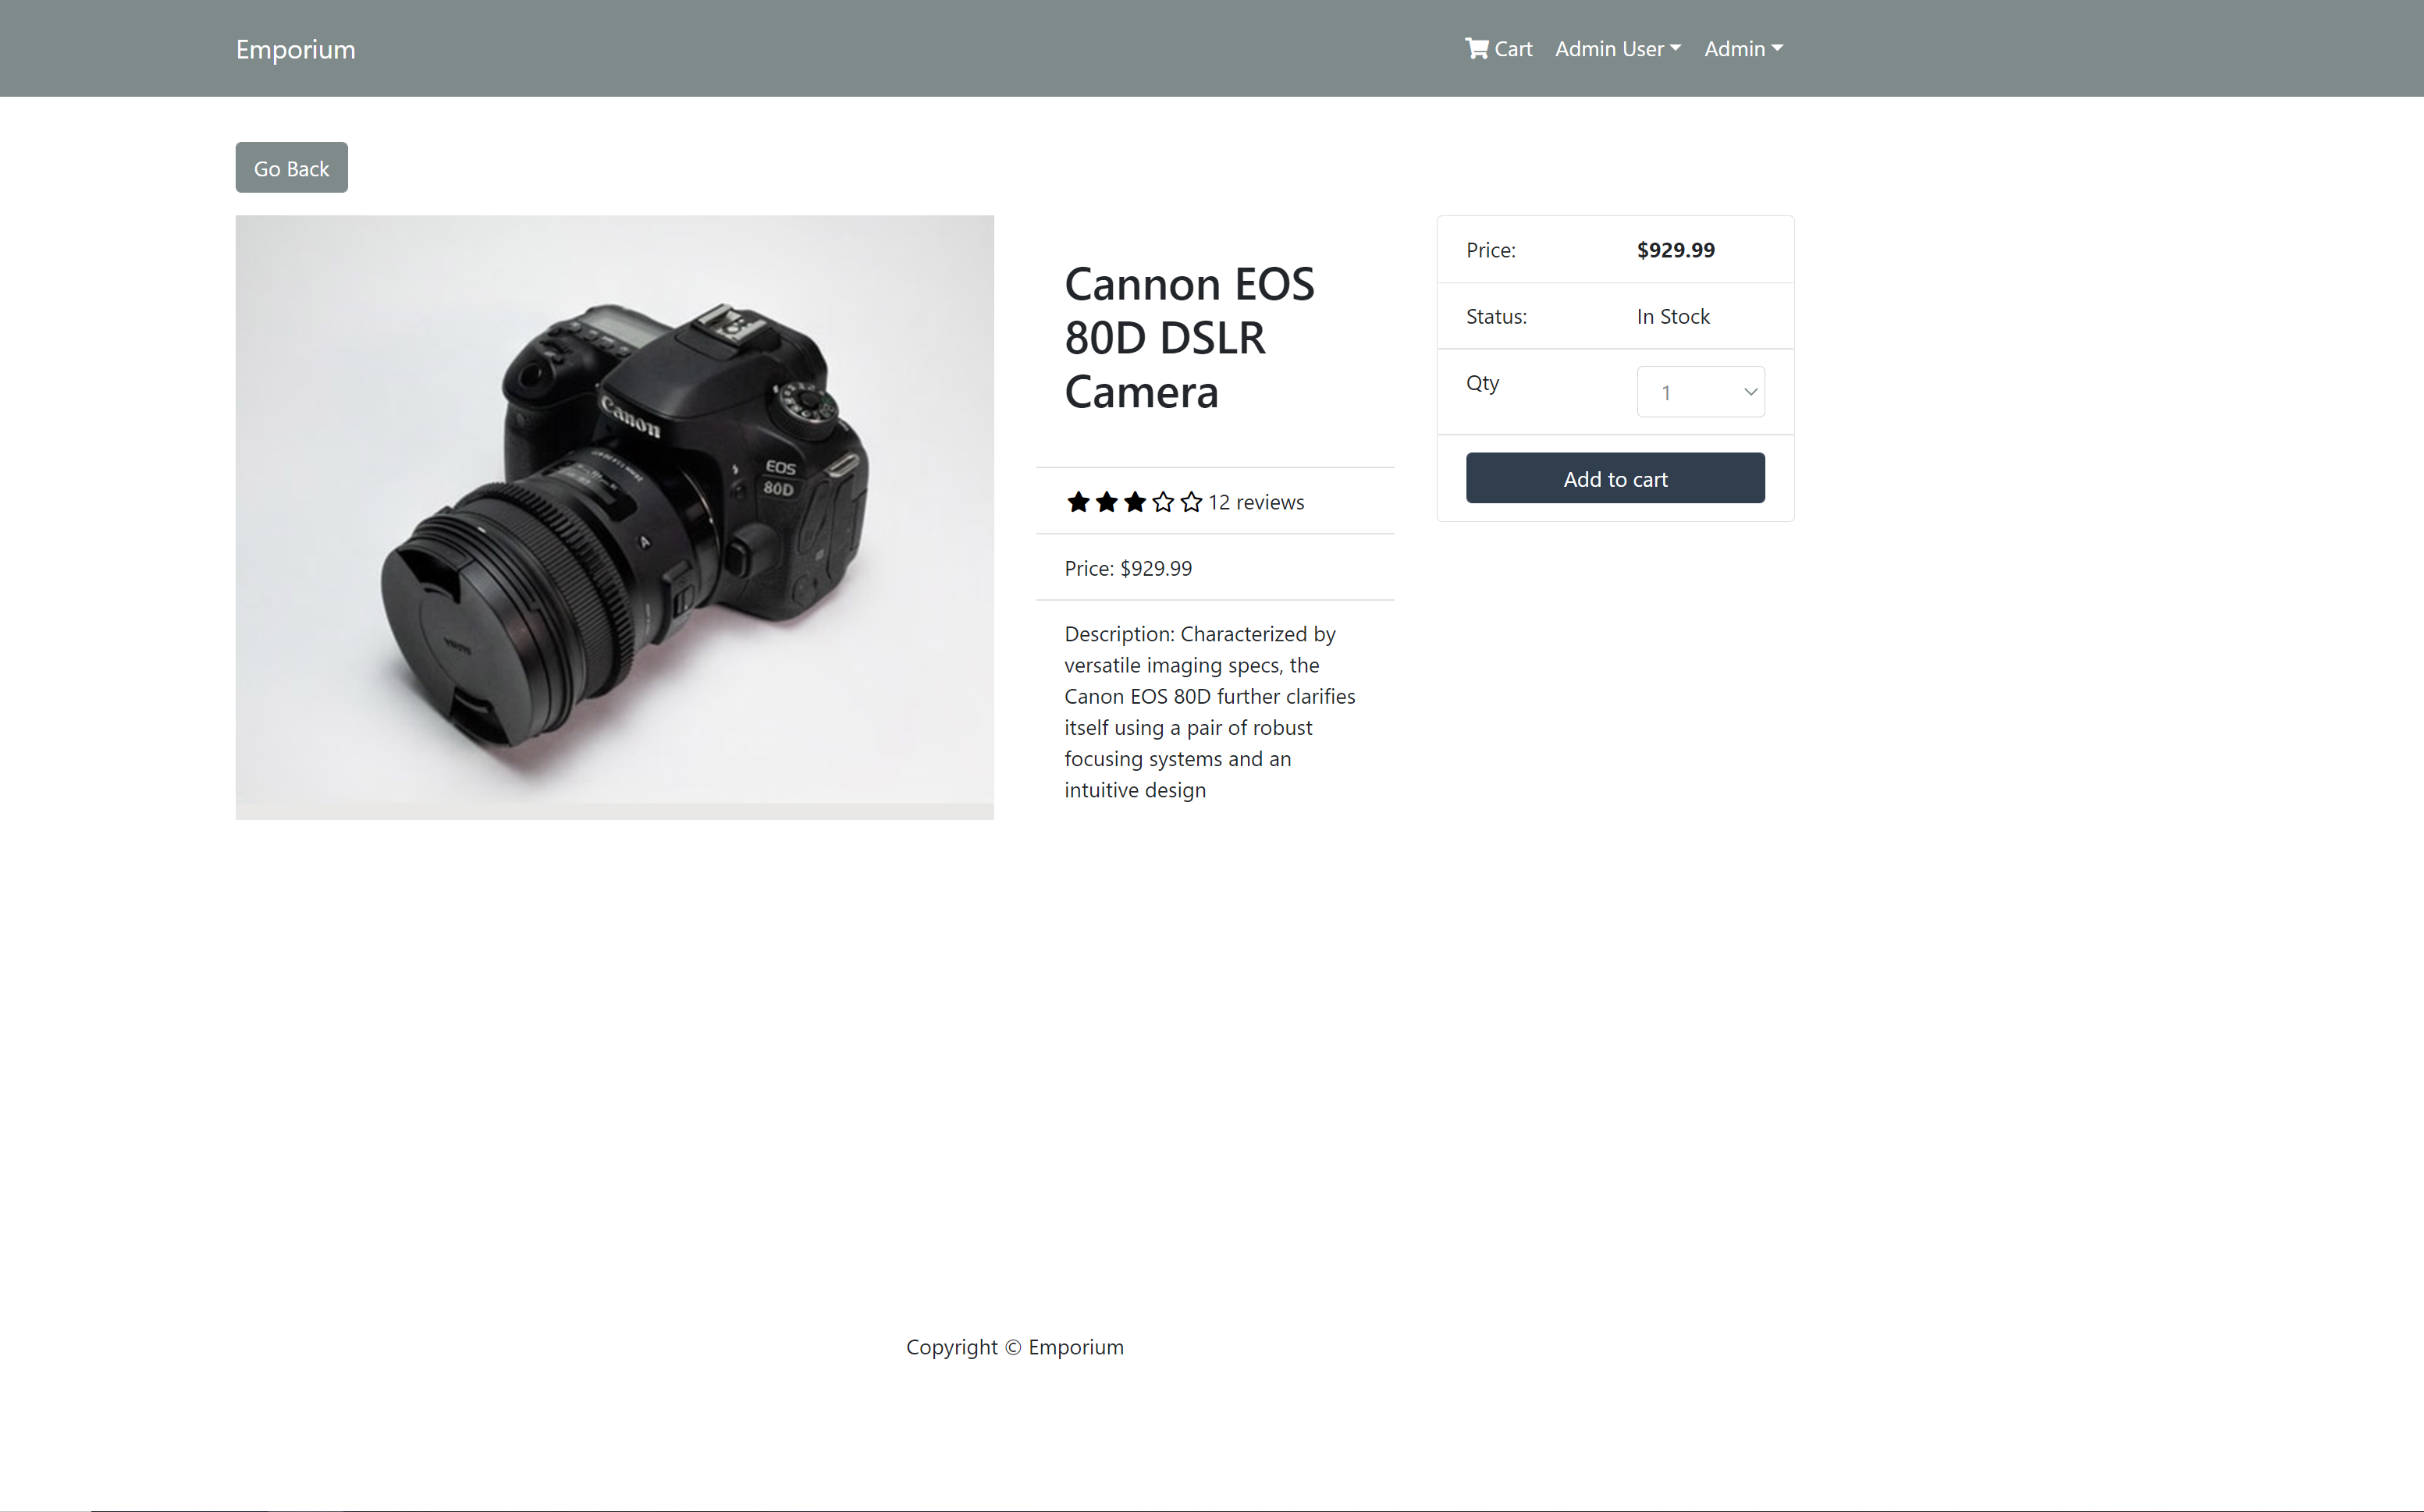 Emporium
Cart
Admin User
Admin
Go Back
Canon
EOS
80D
A
Cannon EOS
80D DSLR
Camera
12 reviews
Price: $929.99
Description: Characterized by
versatile imaging specs, the
Canon EOS 80D further clarifies
itself using a pair of robust
focusing systems and an
intuitive design
Price: $929.99
Status: In Stock
Qty 1
Add to cart
Copyright © Emporium